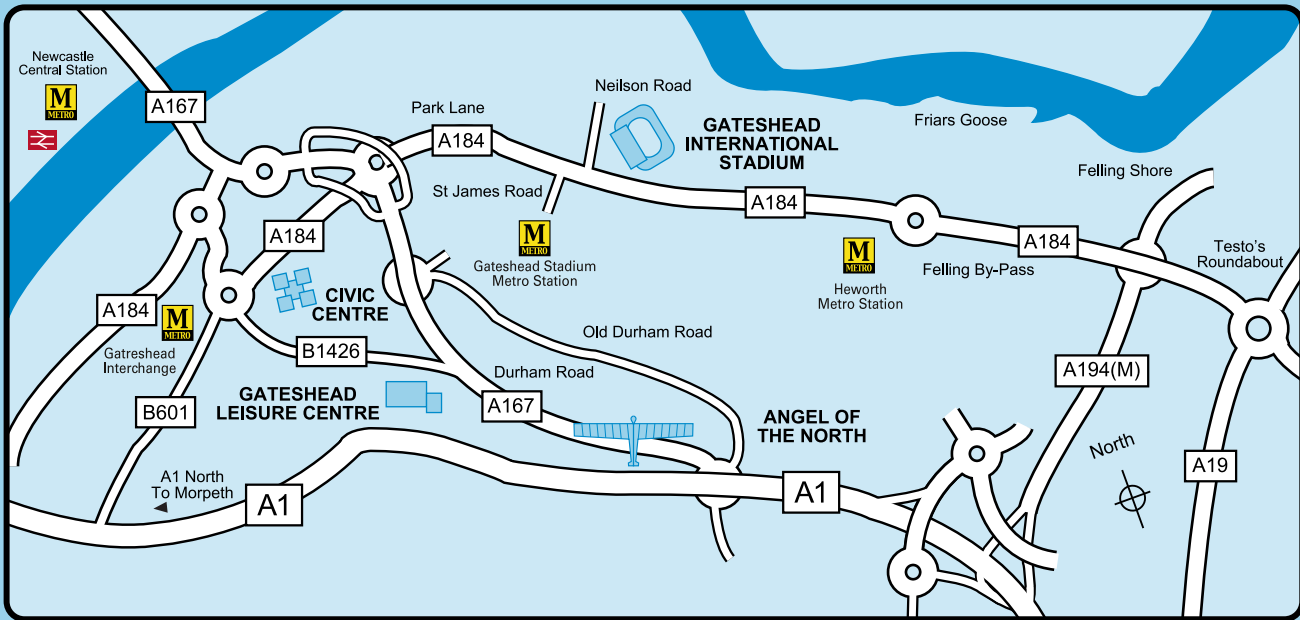 Newcastle
Central Station
M
METRO
A167
Park Lane
A184
Neilson Road
GATESHEAD
INTERNATIONAL
STADIUM
Friars Goose
Felling Shore
St James Road
A184
A184
M
METRO
Gateshead Stadium
Metro Station
M
METRO
Heworth
Metro Station
Felling By-Pass
A184
Testo's
Roundabout
A184
M
METRO
Gatreshead
Interchange
CIVIC
CENTRE
B1426
Old Durham Road
Durham Road
A194(M)
GATESHEAD
LEISURE CENTRE
B601
A167
ANGEL OF
THE NORTH
North
A19
A1 North
To Morpeth
A1
A1